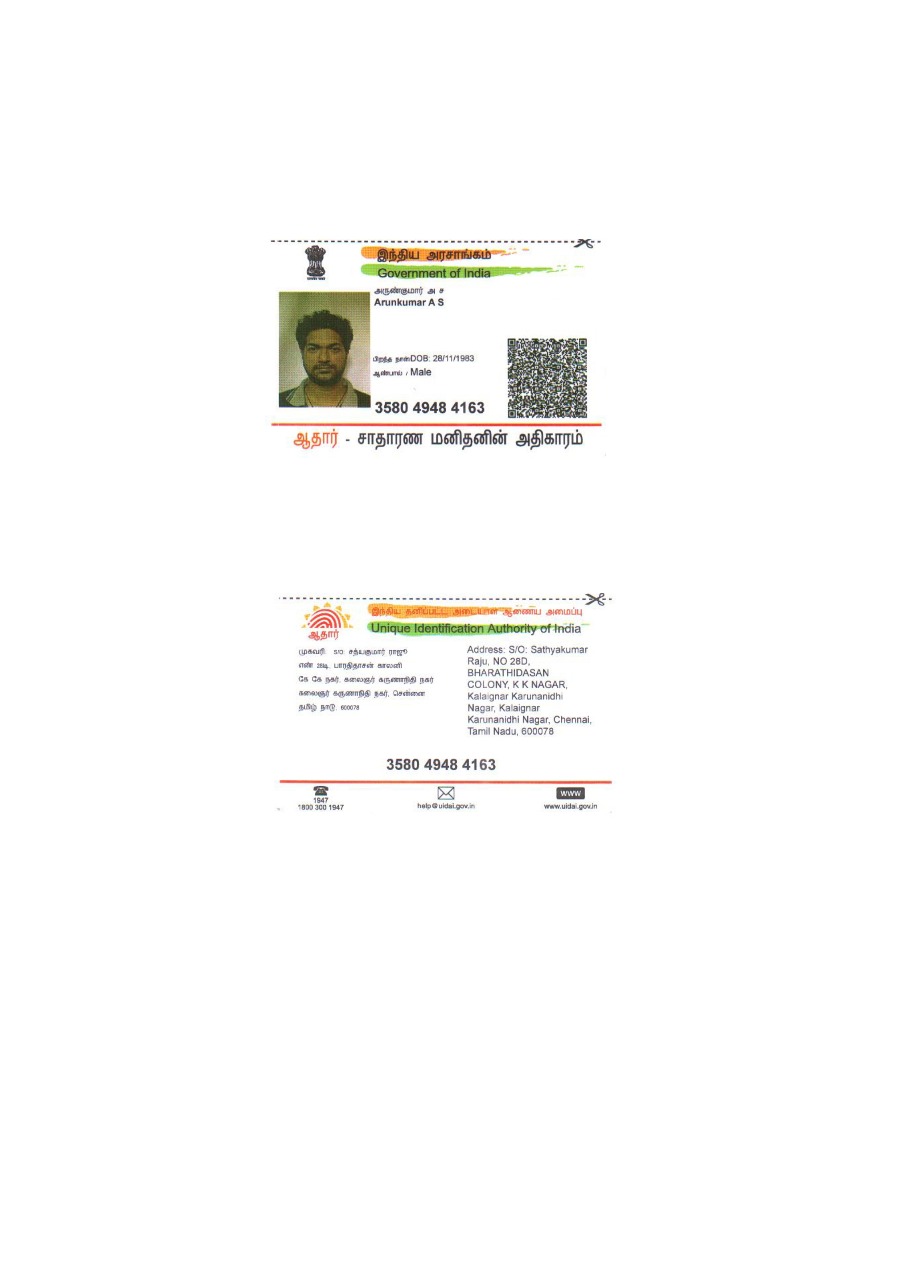 இந்திய அரசாங்கம்
Government of India
அருண்குமார் அ ச
Arunkumar A S
பிறந்த நாள்/DOB: 28/11/1983
ஆண்பால் / Male
3580 4948 4163
ஆதார் - சாதாரண மனிதனின் அதிகாரம்
இந்திய தனிப்பட்ட அடையாள ஆணைய அமைப்பு
Unique Identification Authority of India
ஆதார்
முகவரி: S/O: சத்யகுமார் ராஜூ
எண் 28டி, பாரதிதாசன் காலனி
கே கே நகர், கலைஞர் கருணாநிதி நகர்
கலைஞர் கருணாநிதி நகர், சென்னை
தமிழ் நாடு, 600078
Address: S/O: Sathyakumar
Raju, NO 28D,
BHARATHIDASAN
COLONY, K K NAGAR,
Kalaignar Karunanidhi
Nagar, Kalaignar
Karunanidhi Nagar, Chennai,
Tamil Nadu, 600078
3580 4948 4163
1947
1800 300 1947
help@uidai.gov.in
www
www.uidai.gov.in